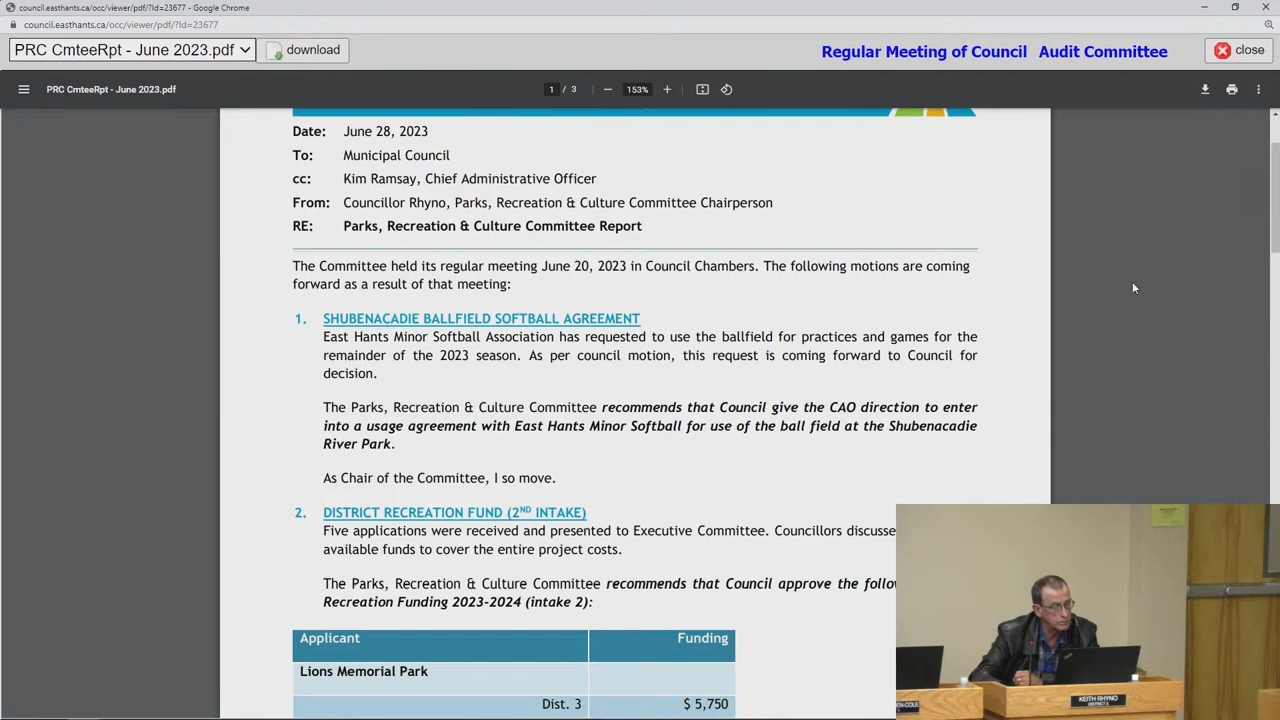 council.easthants.ca/occ/viewer/pdf/?Id=23677 - Google Chrome
council.easthants.ca/occ/viewer/pdf/?Id=23677
PRC CmteeRpt - June 2023.pdf
download
Regular Meeting of Council Audit Committee
close
PRC CmteeRpt - June 2023.pdf
1 / 3
153%
Date: June 28, 2023
To: Municipal Council
cc: Kim Ramsay, Chief Administrative Officer
From: Councillor Rhyno, Parks, Recreation & Culture Committee Chairperson
RE: Parks, Recreation & Culture Committee Report
The Committee held its regular meeting June 20, 2023 in Council Chambers. The following motions are coming
forward as a result of that meeting:
1. SHUBENACADIE BALLFIELD SOFTBALL AGREEMENT
East Hants Minor Softball Association has requested to use the ballfield for practices and games for the
remainder of the 2023 season. As per council motion, this request is coming forward to Council for
decision.
The Parks, Recreation & Culture Committee recommends that Council give the CAO direction to enter
into a usage agreement with East Hants Minor Softball for use of the ball field at the Shubenacadie
River Park.
As Chair of the Committee, I so move.
2. DISTRICT RECREATION FUND (2ND INTAKE)
Five applications were received and presented to Executive Committee. Councillors discusse
available funds to cover the entire project costs.
The Parks, Recreation & Culture Committee recommends that Council approve the follo
Recreation Funding 2023-2024 (intake 2):
Applicant Funding
Lions Memorial Park
Dist. 3 $ 5,750
EN-COLE
KEITH RHYNO